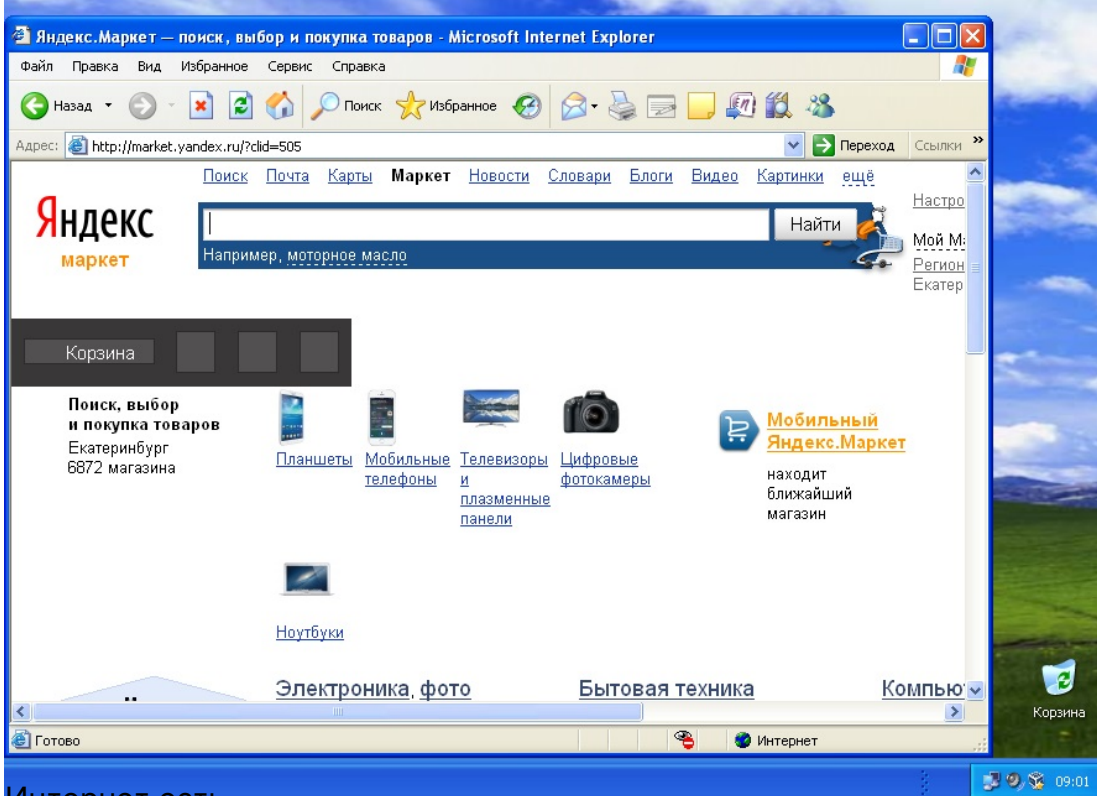 Яндекс.Маркет — поиск, выбор и покупка товаров - Microsoft Internet Explorer
Файл Правка Вид Избранное Сервис Справка
Назад Поиск Избранное
Адрес: http://market.yandex.ru/?clid=505 Переход Ссылки »
Поиск Почта Карты Маркет Новости Словари Блоги Видео Картинки ещё
Настро
Яндекс
маркет
Найти
Например, моторное масло
Мой М
Регион
Екатер
Корзина
Поиск, выбор
и покупка товаров
Екатеринбург
6872 магазина
Планшеты
Мобильные
телефоны
Телевизоры
и
плазменные
панели
Цифровые
фотокамеры
Мобильный
Яндекс.Маркет
находит
ближайший
магазин
Ноутбуки
Электроника, фото Бытовая техника Компью
Корзина
Готово Интернет
09:01